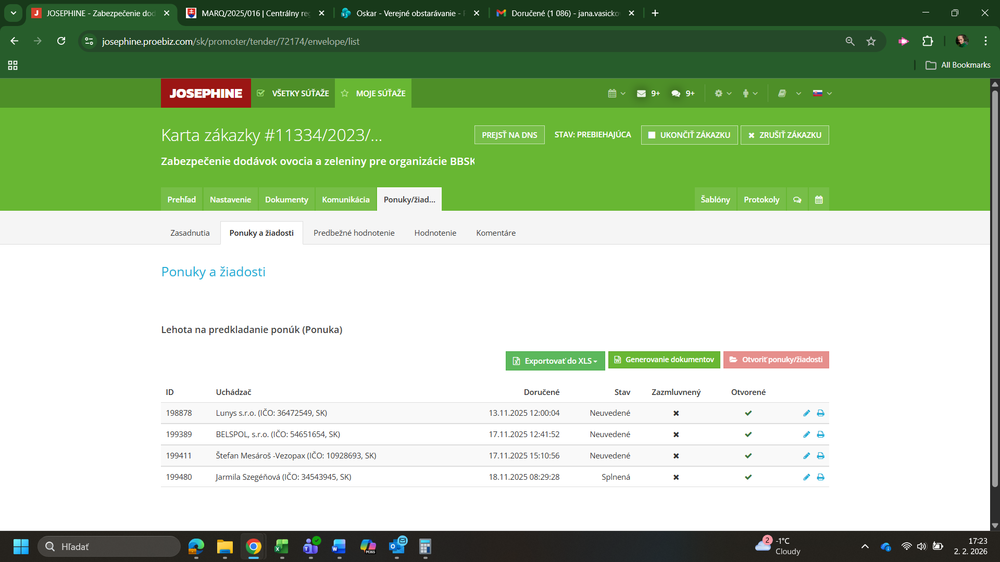 JOSEPHINE - Zabezpečenie dod
MARQ/2025/016 | Centrálny re
Oskar - Verejné obstarávanie -
Doručené (1 086) - jana.vasicko
josephine.proebiz.com/sk/promoter/tender/72174/envelope/list
All Bookmarks
JOSEPHINE
VŠETKY SÚŤAŽE
MOJE SÚŤAŽE
9+
9+
Karta zákazky #11334/2023/...
PREJSŤ NA DNS
STAV: PREBIEHAJÚCA
UKONČIŤ ZÁKAZKU
ZRUŠIŤ ZÁKAZKU
Zabezpečenie dodávok ovocia a zeleniny pre organizácie BBSK
Prehľad
Nastavenie
Dokumenty
Komunikácia
Ponuky/žiad...
Šablóny
Protokoly
Zasadnutia
Ponuky a žiadosti
Predbežné hodnotenie
Hodnotenie
Komentáre
Ponuky a žiadosti
Lehota na predkladanie ponúk (Ponuka)
Exportovať do XLS
Generovanie dokumentov
Otvoriť ponuky/žiadosti
ID Uchádzač Doručené Stav Zazmluvnený Otvorené
198878 Lunys s.r.o. (IČO: 36472549, SK) 13.11.2025 12:00:04 Neuvedené
199389 BELSPOL, s.r.o. (IČO: 54651654, SK) 17.11.2025 12:41:52 Neuvedené
199411 Štefan Mesároš -Vezopax (IČO: 10928693, SK) 17.11.2025 15:10:56 Neuvedené
199480 Jarmila Szegéňová (IČO: 34543945, SK) 18.11.2025 08:29:28 Splnená
Hľadať
2
-1°C
Cloudy
17:23
2. 2. 2026